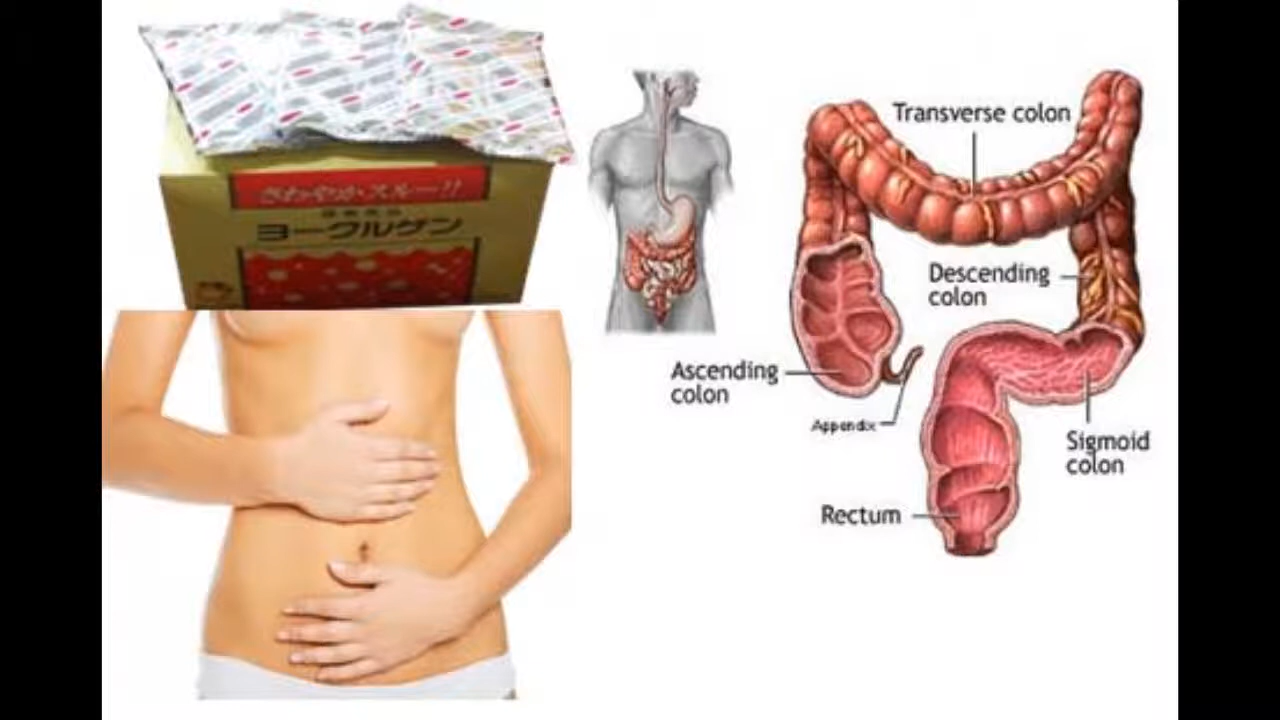 さわやかスルー!!
ヨークルゲン
Transverse colon
Descending
colon
Ascending
colon
Appendix
Sigmoid
colon
Rectum